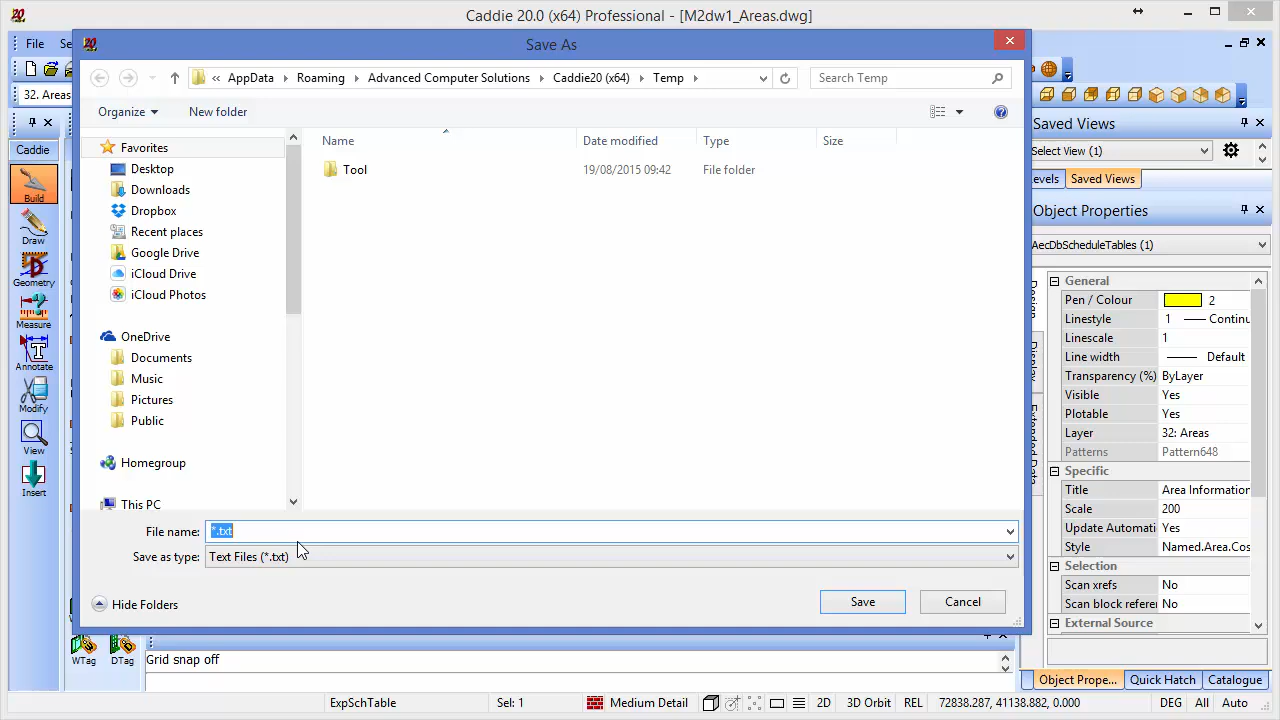 Caddie 20.0 (x64) Professional - [M2dw1_Areas.dwg]
File
Save As
« AppData Roaming Advanced Computer Solutions Caddie20 (x64) Temp
Search Temp
32. Areas
Organize
New folder
Caddie
Build
Draw
Geometry
Measure
Annotate
Modify
View
Insert
Favorites
Desktop
Downloads
Dropbox
Recent places
Google Drive
iCloud Drive
iCloud Photos
OneDrive
Documents
Music
Pictures
Public
Homegroup
This PC
Name Date modified Type Size
Tool 19/08/2015 09:42 File folder
File name: *.txt
Save as type: Text Files (*.txt)
Hide Folders
Save
Cancel
Saved Views
Select View (1)
Saved Views
Object Properties
AecDbScheduleTables (1)
General
Pen / Colour 2
Linestyle 1 Continu
Linescale 1
Line width Default
Transparency (%) ByLayer
Visible Yes
Plotable Yes
Layer 32: Areas
Patterns Pattern648
Specific
Title Area Information
Scale 200
Update Automati Yes
Style Named.Area.Cos
Selection
Scan xrefs No
Scan block refere No
External Source
WTag
DTag
Grid snap off
Object Prope...
Quick Hatch
Catalogue
ExpSchTable
Sel: 1
Medium Detail
2D
3D Orbit
REL
72838.287, 41138.882, 0.000
DEG
All
Auto